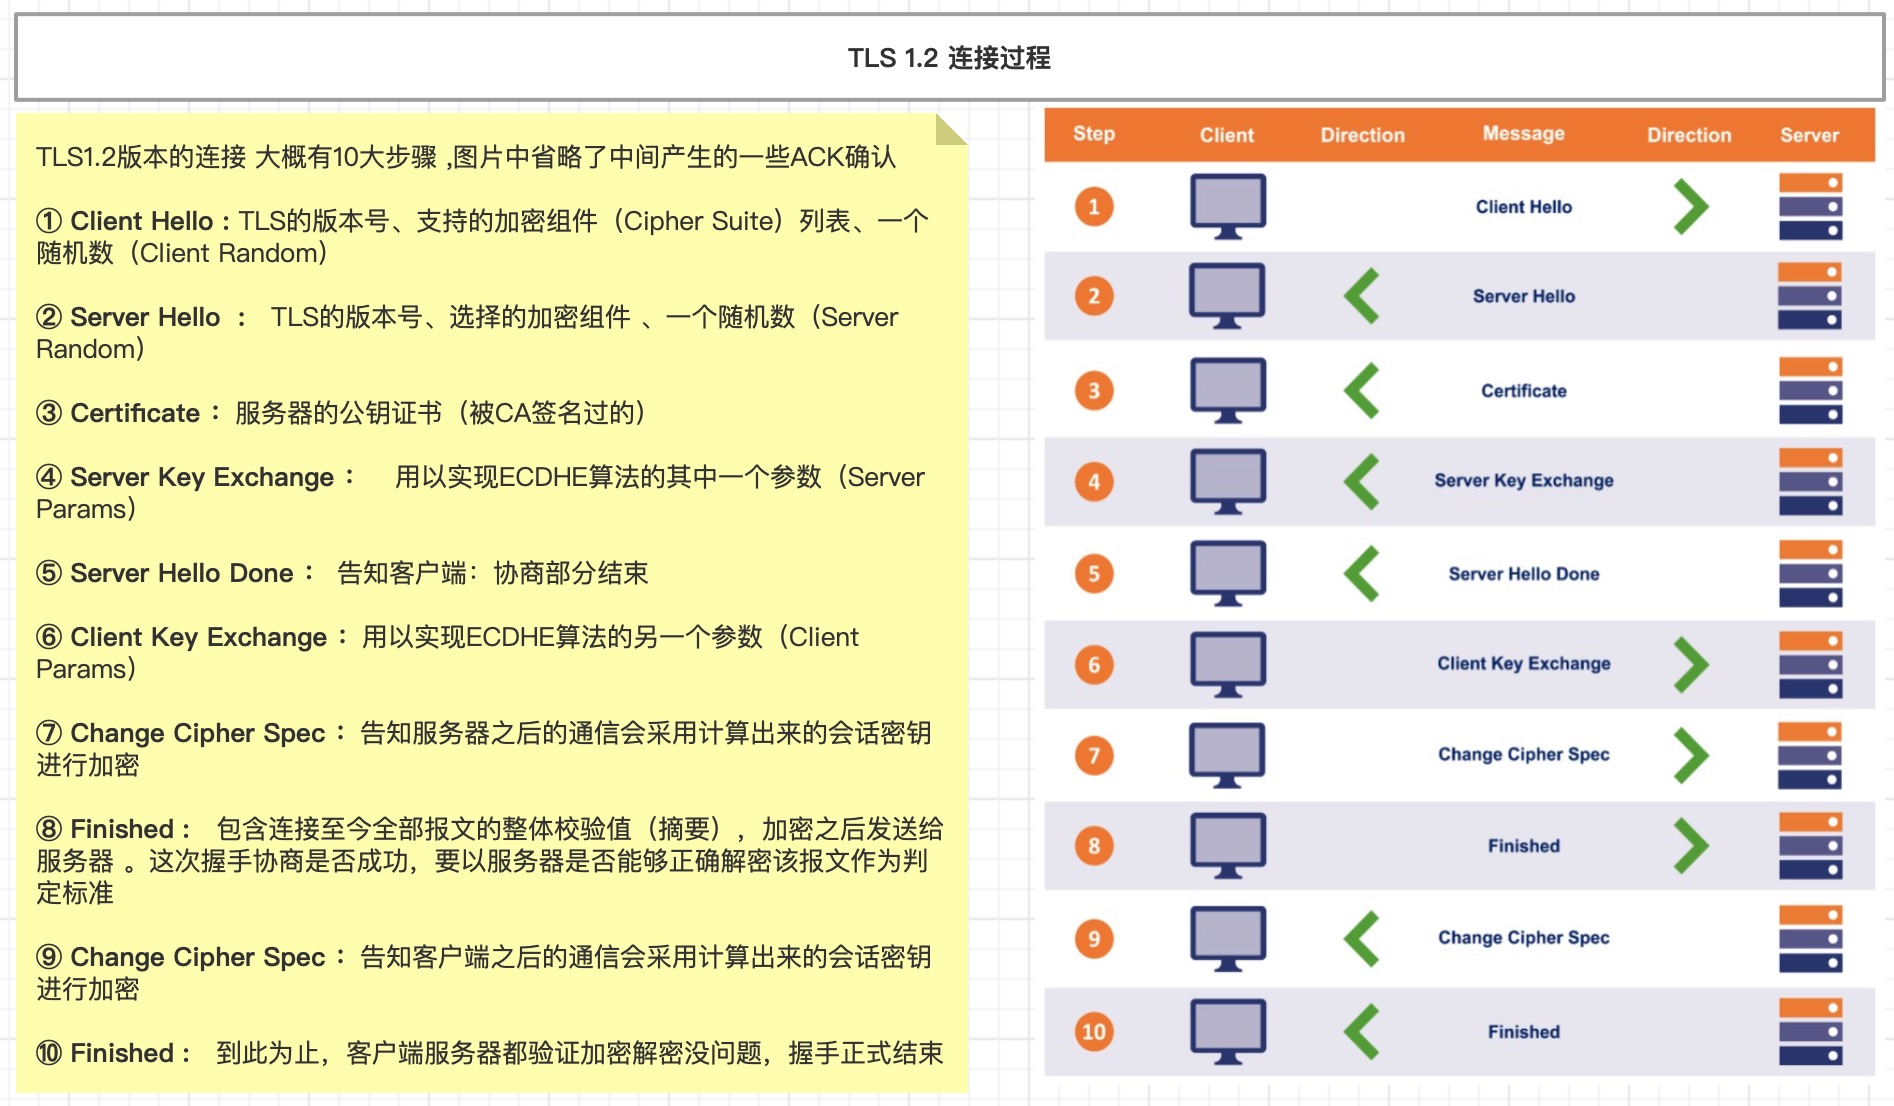 TLS 1.2 连接过程
TLS1.2版本的连接 大概有10大步骤 ,图片中省略了中间产生的一些ACK确认
① Client Hello : TLS的版本号、支持的加密组件（Cipher Suite）列表、一个
随机数（Client Random）
② Server Hello ： TLS的版本号、选择的加密组件 、一个随机数（Server
Random）
③ Certificate ： 服务器的公钥证书（被CA签名过的）
④ Server Key Exchange ： 用以实现ECDHE算法的其中一个参数（Server
Params）
⑤ Server Hello Done ： 告知客户端：协商部分结束
⑥ Client Key Exchange ：用以实现ECDHE算法的另一个参数（Client
Params）
⑦ Change Cipher Spec ：告知服务器之后的通信会采用计算出来的会话密钥
进行加密
⑧ Finished ： 包含连接至今全部报文的整体校验值（摘要），加密之后发送给
服务器 。这次握手协商是否成功，要以服务器是否能够正确解密该报文作为判
定标准
⑨ Change Cipher Spec ：告知客户端之后的通信会采用计算出来的会话密钥
进行加密
⑩ Finished ： 到此为止，客户端服务器都验证加密解密没问题，握手正式结束
Step Client Direction Message Direction Server
1 Client Hello
2 Server Hello
3 Certificate
4 Server Key Exchange
5 Server Hello Done
6 Client Key Exchange
7 Change Cipher Spec
8 Finished
9 Change Cipher Spec
10 Finished